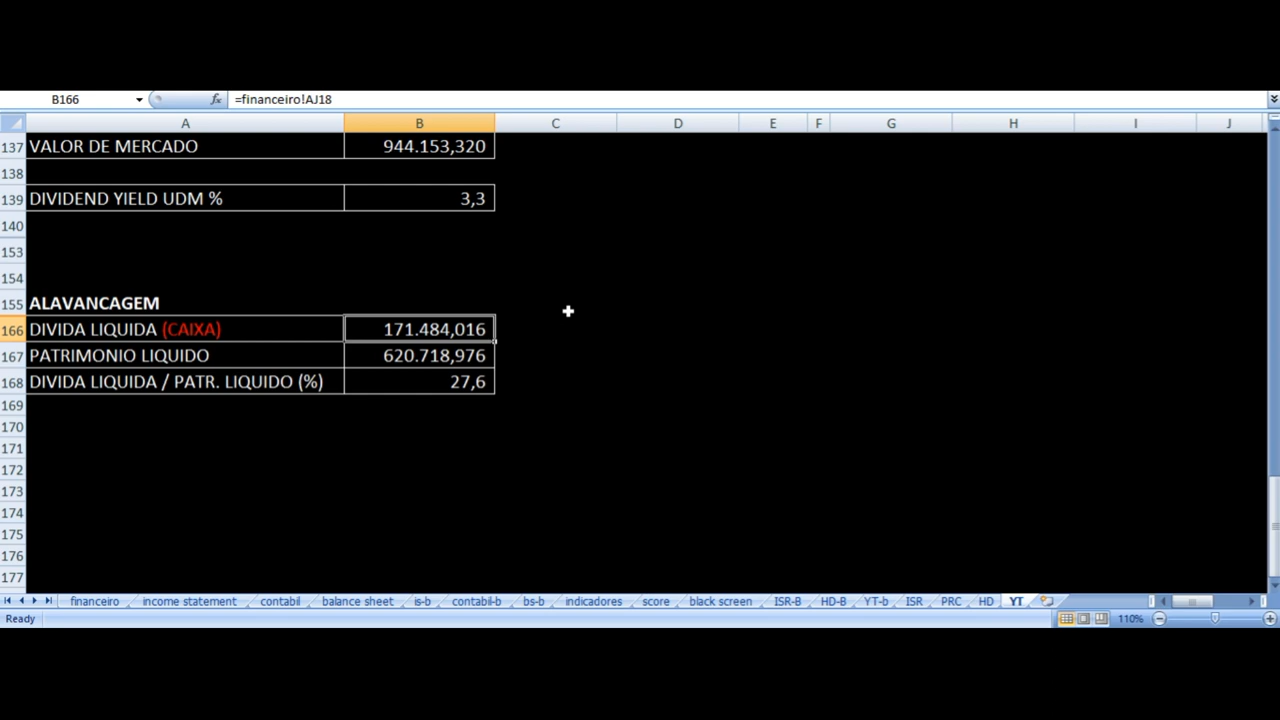 B166 fx =financeiro!AJ18
A B C D E F G H I J
137 VALOR DE MERCADO 944.153,320
138
139 DIVIDEND YIELD UDM % 3,3
140
153
154
155 ALAVANCAGEM
166 DIVIDA LIQUIDA (CAIXA) 171.484,016
167 PATRIMONIO LIQUIDO 620.718,976
168 DIVIDA LIQUIDA / PATR. LIQUIDO (%) 27,6
169
170
171
172
173
174
175
176
177
financeiro income statement contabil balance sheet is-b contabil-b bs-b indicadores score black screen ISR-B HD-B YT-b ISR PRC HD YT
Ready 110%